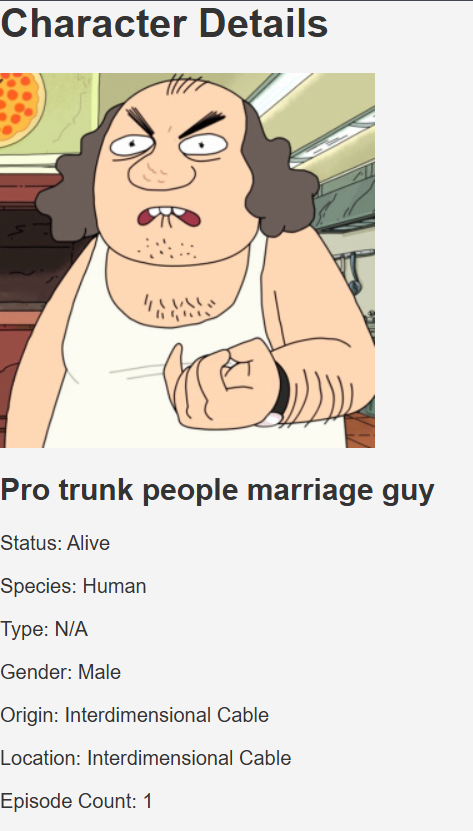 Character Details
Pro trunk people marriage guy
Status: Alive
Species: Human
Type: N/A
Gender: Male
Origin: Interdimensional Cable
Location: Interdimensional Cable
Episode Count: 1